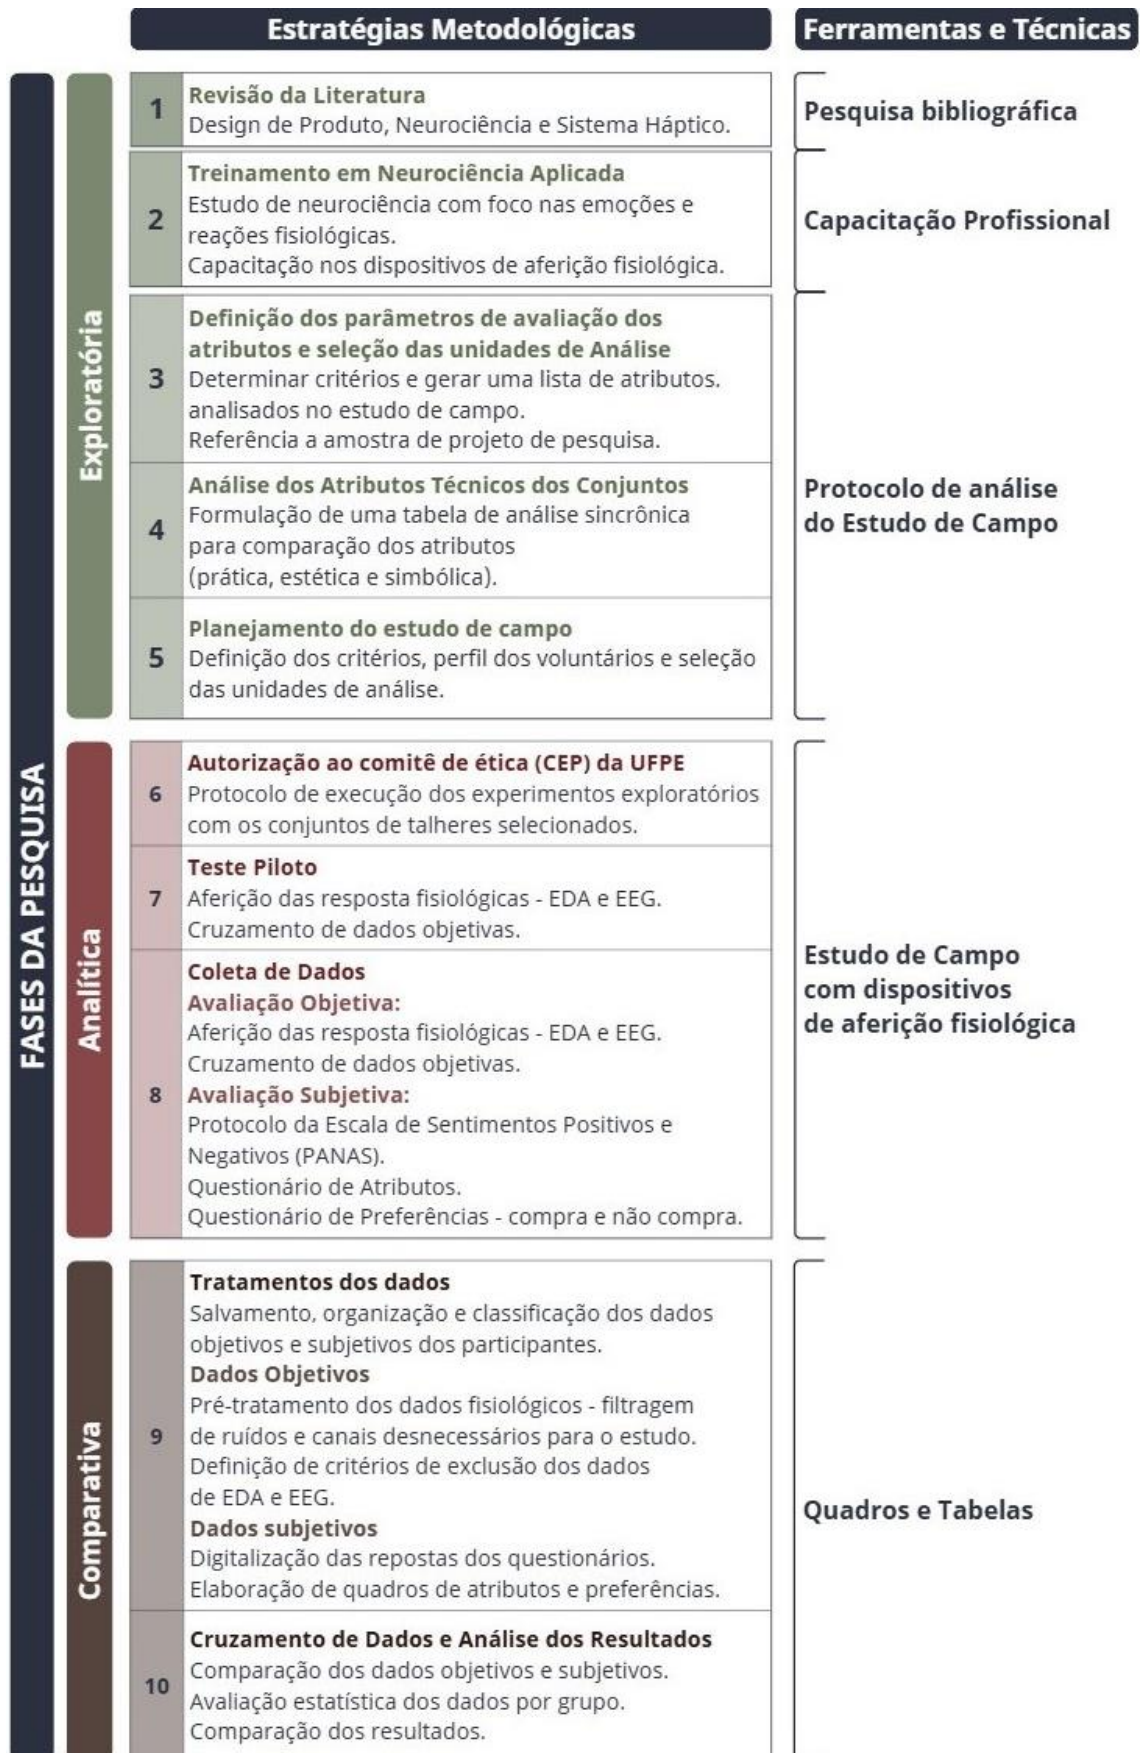 Estratégias Metodológicas
Ferramentas e Técnicas
FASES DA PESQUISA
Exploratória
1
Revisão da Literatura
Design de Produto, Neurociência e Sistema Háptico.
Pesquisa bibliográfica
2
Treinamento em Neurociência Aplicada
Estudo de neurociência com foco nas emoções e
reações fisiológicas.
Capacitação nos dispositivos de aferição fisiológica.
Capacitação Profissional
3
Definição dos parâmetros de avaliação dos
atributos e seleção das unidades de Análise
Determinar critérios e gerar uma lista de atributos.
analisados no estudo de campo.
Referência a amostra de projeto de pesquisa.
4
Análise dos Atributos Técnicos dos Conjuntos
Formulação de uma tabela de análise sincrônica
para comparação dos atributos
(prática, estética e simbólica).
5
Planejamento do estudo de campo
Definição dos critérios, perfil dos voluntários e seleção
das unidades de análise.
Protocolo de análise
do Estudo de Campo
Analítica
6
Autorização ao comitê de ética (CEP) da UFPE
Protocolo de execução dos experimentos exploratórios
com os conjuntos de talheres selecionados.
7
Teste Piloto
Aferição das resposta fisiológicas - EDA e EEG.
Cruzamento de dados objetivas.
8
Coleta de Dados
Avaliação Objetiva:
Aferição das resposta fisiológicas - EDA e EEG.
Cruzamento de dados objetivas.
Avaliação Subjetiva:
Protocolo da Escala de Sentimentos Positivos e
Negativos (PANAS).
Questionário de Atributos.
Questionário de Preferências - compra e não compra.
Estudo de Campo
com dispositivos
de aferição fisiológica
Comparativa
9
Tratamentos dos dados
Salvamento, organização e classificação dos dados
objetivos e subjetivos dos participantes.
Dados Objetivos
Pré-tratamento dos dados fisiológicos - filtragem
de ruídos e canais desnecessários para o estudo.
Definição de critérios de exclusão dos dados
de EDA e EEG.
Dados subjetivos
Digitalização das repostas dos questionários.
Elaboração de quadros de atributos e preferências.
10
Cruzamento de Dados e Análise dos Resultados
Comparação dos dados objetivos e subjetivos.
Avaliação estatística dos dados por grupo.
Comparação dos resultados.
Quadros e Tabelas